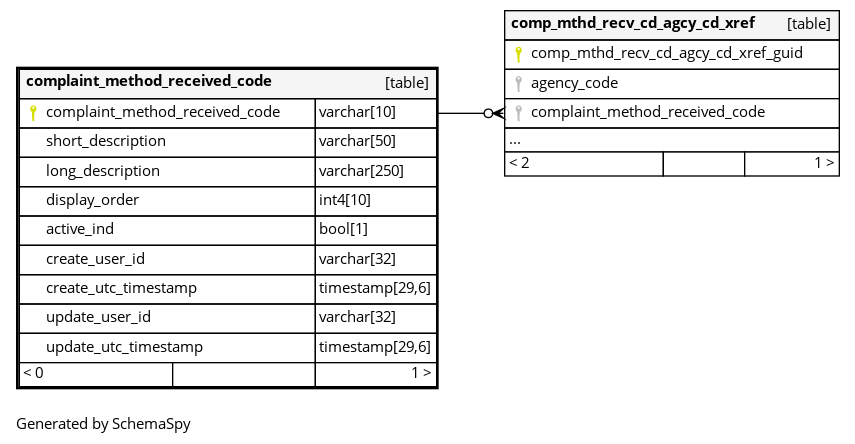 comp_mthd_recv_cd_agcy_cd_xref [table]
comp_mthd_recv_cd_agcy_cd_xref_guid
agency_code
complaint_method_received_code
...
< 2 1 >
complaint_method_received_code [table]
complaint_method_received_code varchar[10]
short_description varchar[50]
long_description varchar[250]
display_order int4[10]
active_ind bool[1]
create_user_id varchar[32]
create_utc_timestamp timestamp[29,6]
update_user_id varchar[32]
update_utc_timestamp timestamp[29,6]
< 0 1 >
Generated by SchemaSpy